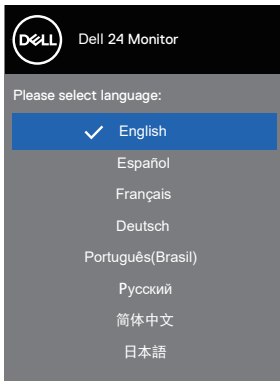 DELL
Dell 24 Monitor
Please select language:
English
Español
Français
Deutsch
Português(Brasil)
Русский
简体中文
日本語